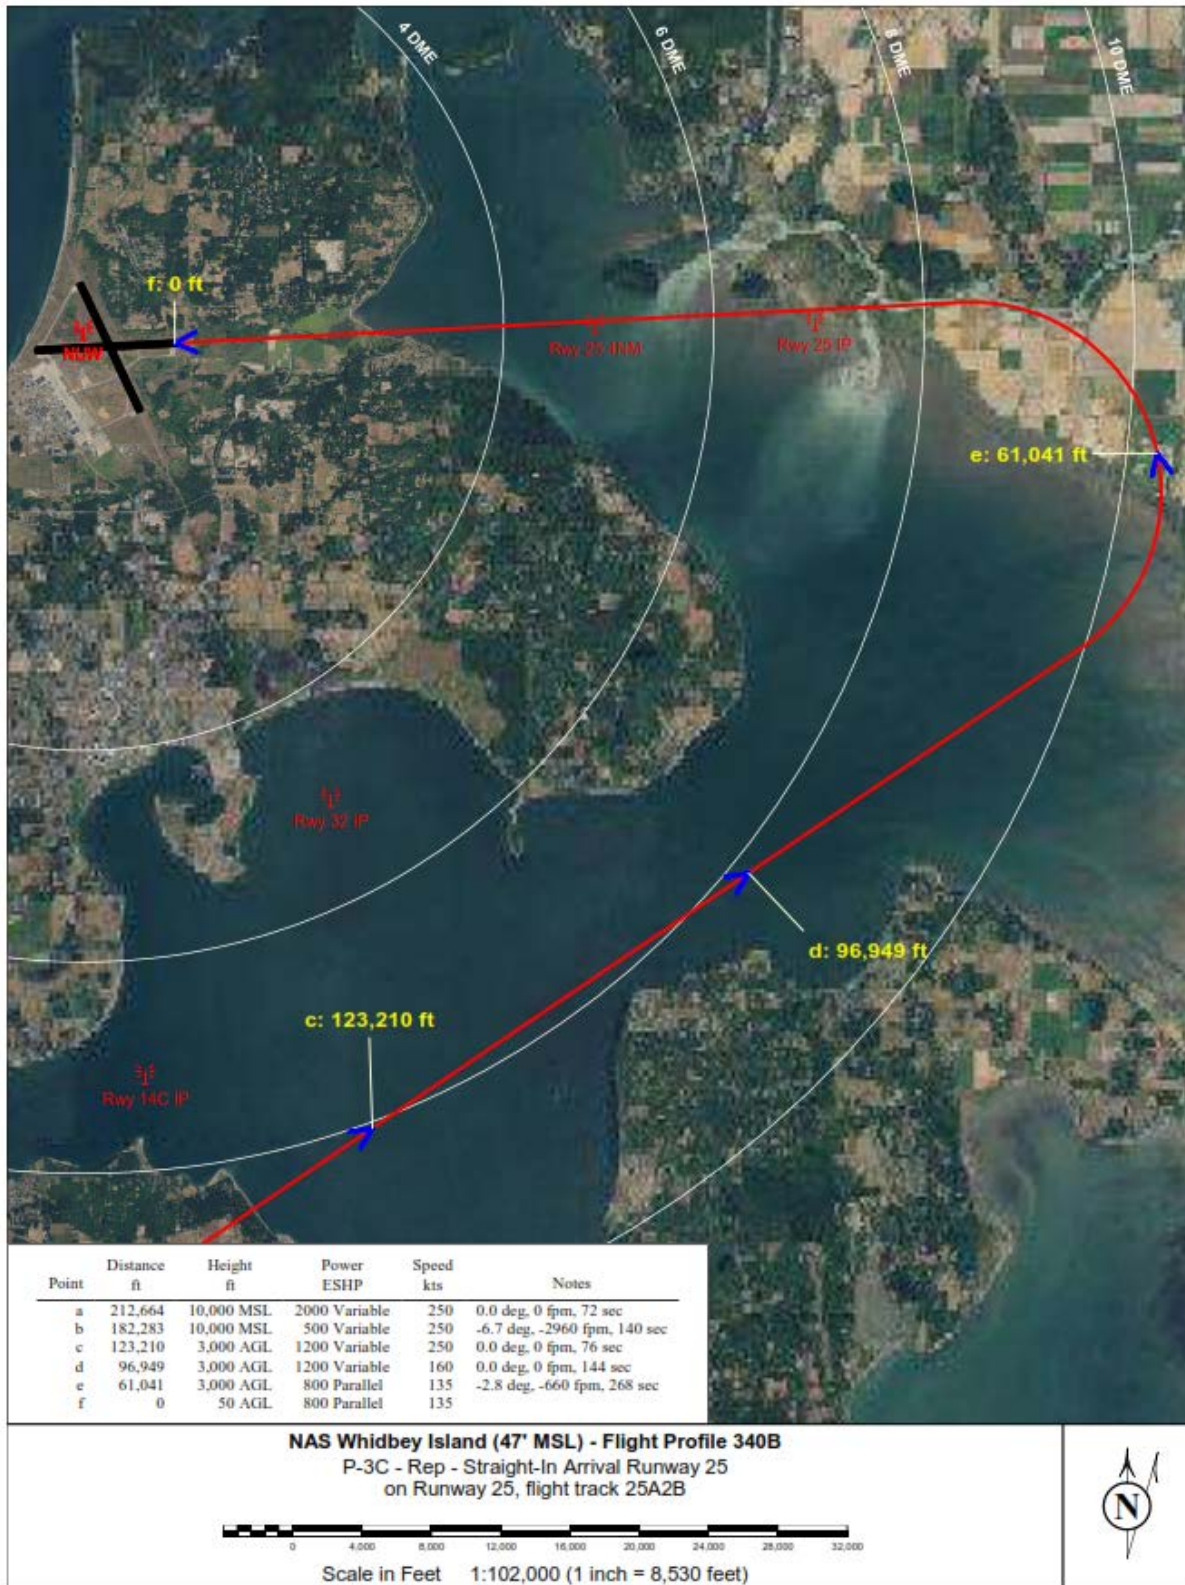 4 DME
6 DME
8 DME
10 DME
f: 0 ft
NUW
Rwy 25 INM
Rwy 25 IP
e: 61,041 ft
Rwy 32 IP
d: 96,949 ft
c: 123,210 ft
Rwy 14C IP
Point Distance ft Height ft Power ESHP Speed kts Notes
a 212,664 10,000 MSL 2000 Variable 250 0.0 deg, 0 fpm, 72 sec
b 182,283 10,000 MSL 500 Variable 250 -6.7 deg, -2960 fpm, 140 sec
c 123,210 3,000 AGL 1200 Variable 250 0.0 deg, 0 fpm, 76 sec
d 96,949 3,000 AGL 1200 Variable 160 0.0 deg, 0 fpm, 144 sec
e 61,041 3,000 AGL 800 Parallel 135 -2.8 deg, -660 fpm, 268 sec
f 0 50 AGL 800 Parallel 135
NAS Whidbey Island (47' MSL) - Flight Profile 340B
P-3C - Rep - Straight-In Arrival Runway 25
on Runway 25, flight track 25A2B
0 4,000 8,000 12,000 16,000 20,000 24,000 28,000 32,000
Scale in Feet 1:102,000 (1 inch = 8,530 feet)
N